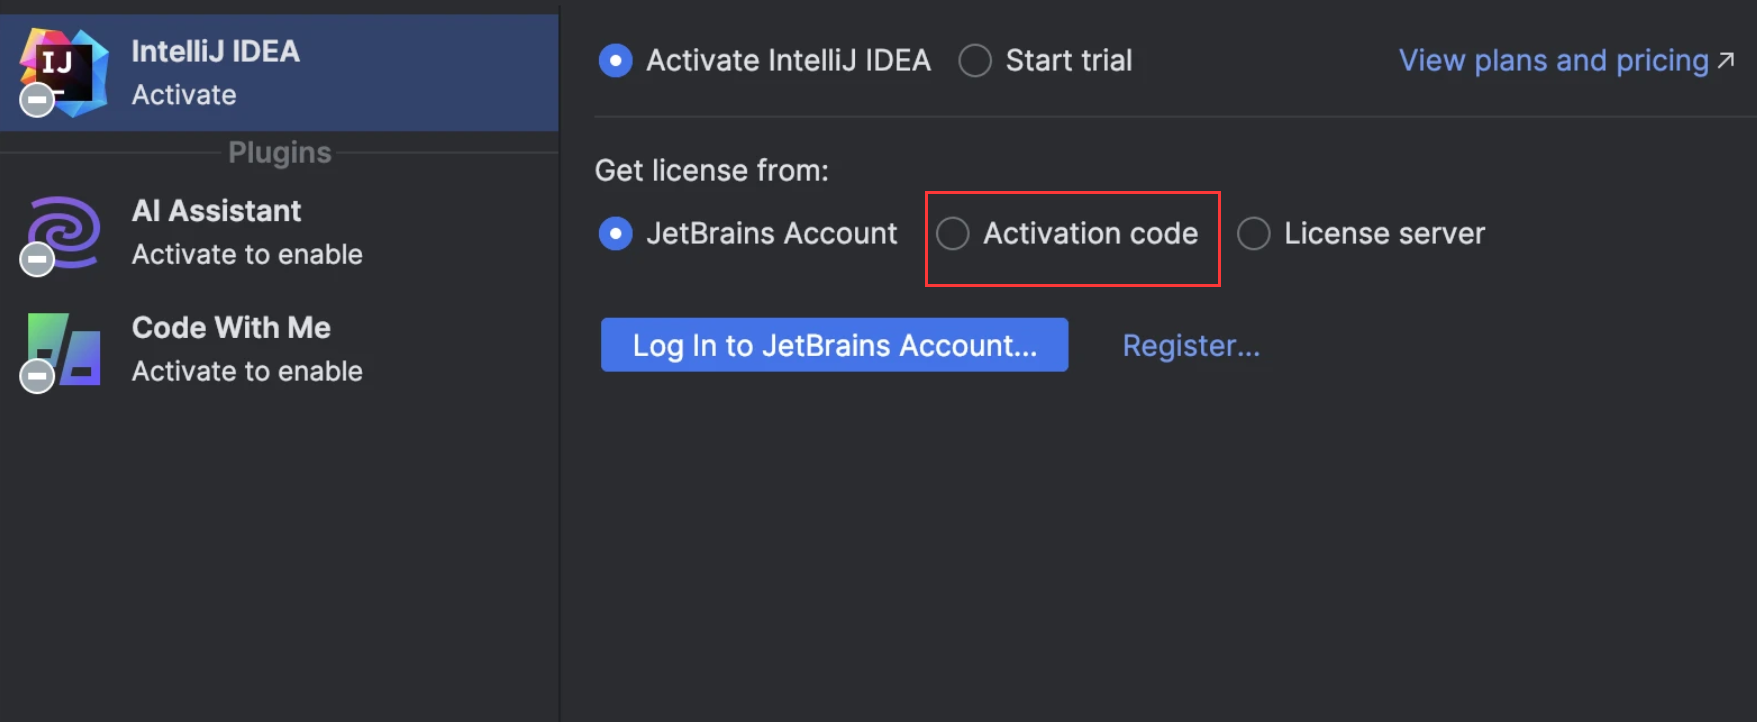 IJ
IntelliJ IDEA
Activate
Plugins
AI Assistant
Activate to enable
Code With Me
Activate to enable
Activate IntelliJ IDEA Start trial View plans and pricing ↗
Get license from:
JetBrains Account Activation code License server
Log In to JetBrains Account... Register...